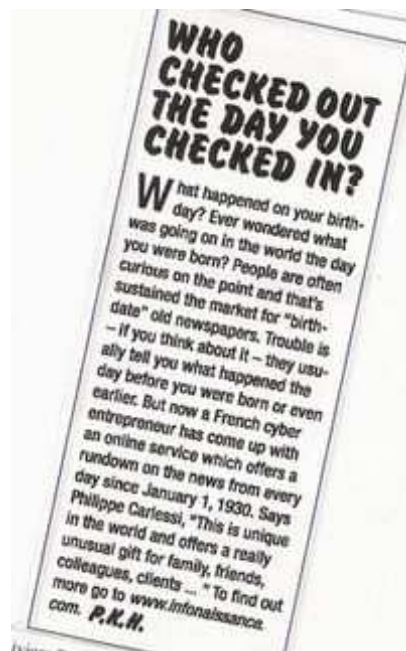 WHO
CHECKED OUT
THE DAY YOU
CHECKED IN?
What happened on your birth-
day? Ever wondered what
was going on in the world the day
you were born? People are often
curious on the point and that's
sustained the market for "birth-
date" old newspapers. Trouble is
– if you think about it – they usu-
ally tell you what happened the
day before you were born or even
earlier. But now a French cyber
entrepreneur has come up with
an online service which offers a
rundown on the news from every
day since January 1, 1930. Says
Philippe Carlessi, "This is unique
in the world and offers a really
unusual gift for family, friends,
colleagues, clients ... " To find out
more go to www.infonaissance.
com. P.K.H.